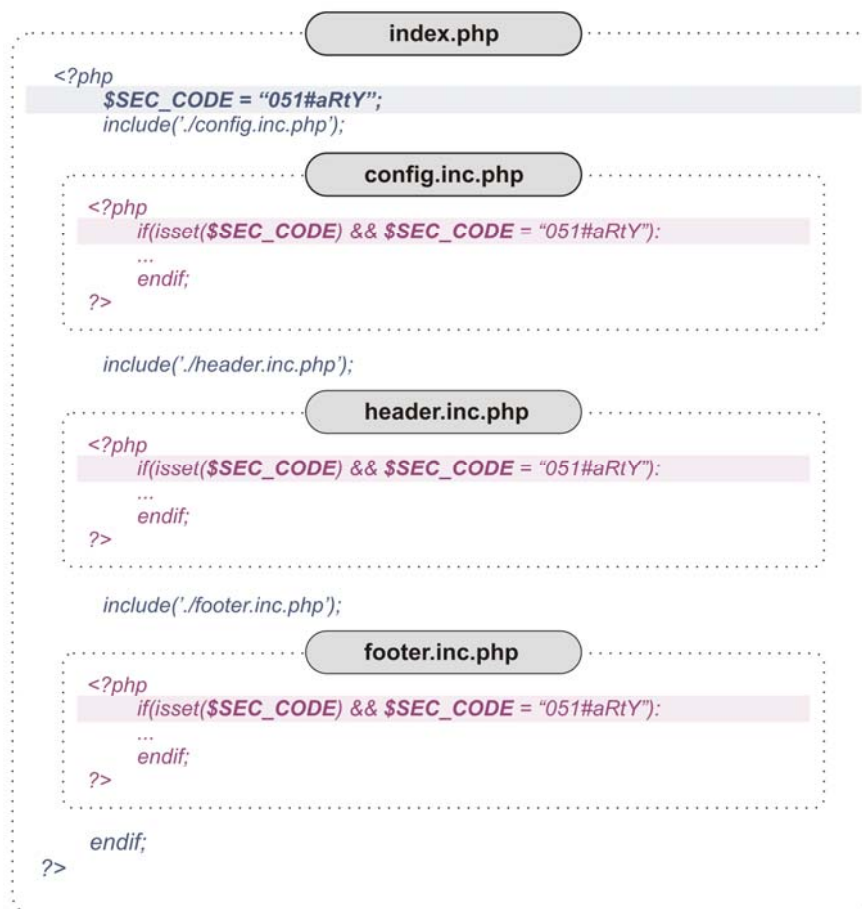 index.php
<?php
$SEC_CODE = “051#aRtY”;
include('./config.inc.php');
config.inc.php
<?php
if(isset($SEC_CODE) && $SEC_CODE = “051#aRtY”):
...
endif;
?>
include('./header.inc.php');
header.inc.php
<?php
if(isset($SEC_CODE) && $SEC_CODE = “051#aRtY”):
...
endif;
?>
include('./footer.inc.php');
footer.inc.php
<?php
if(isset($SEC_CODE) && $SEC_CODE = “051#aRtY”):
...
endif;
?>
endif;
?>